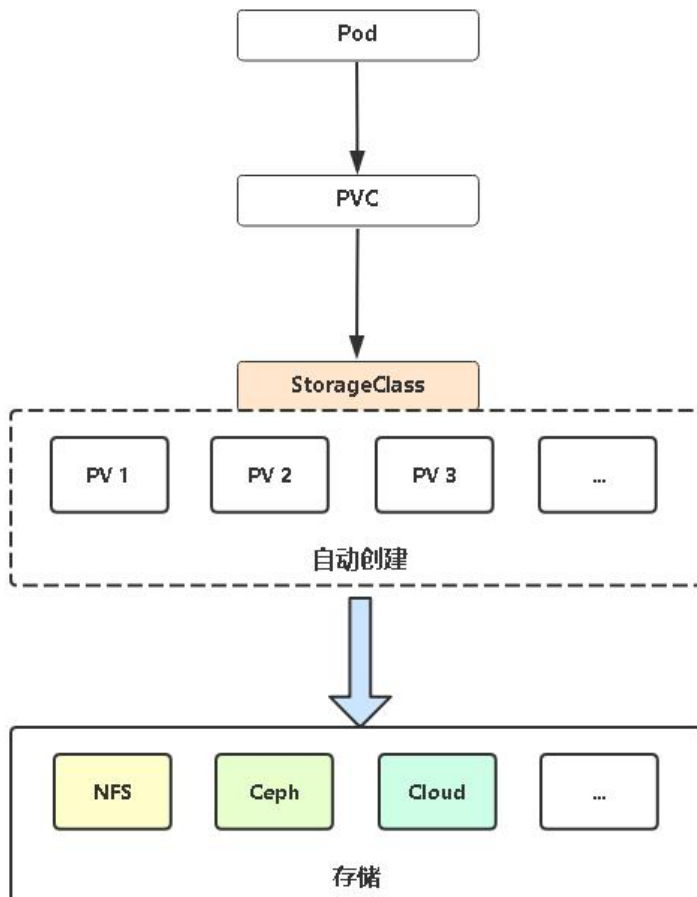 Pod
PVC
StorageClass
PV 1
PV 2
PV 3
...
自动创建
NFS
Ceph
Cloud
...
存储